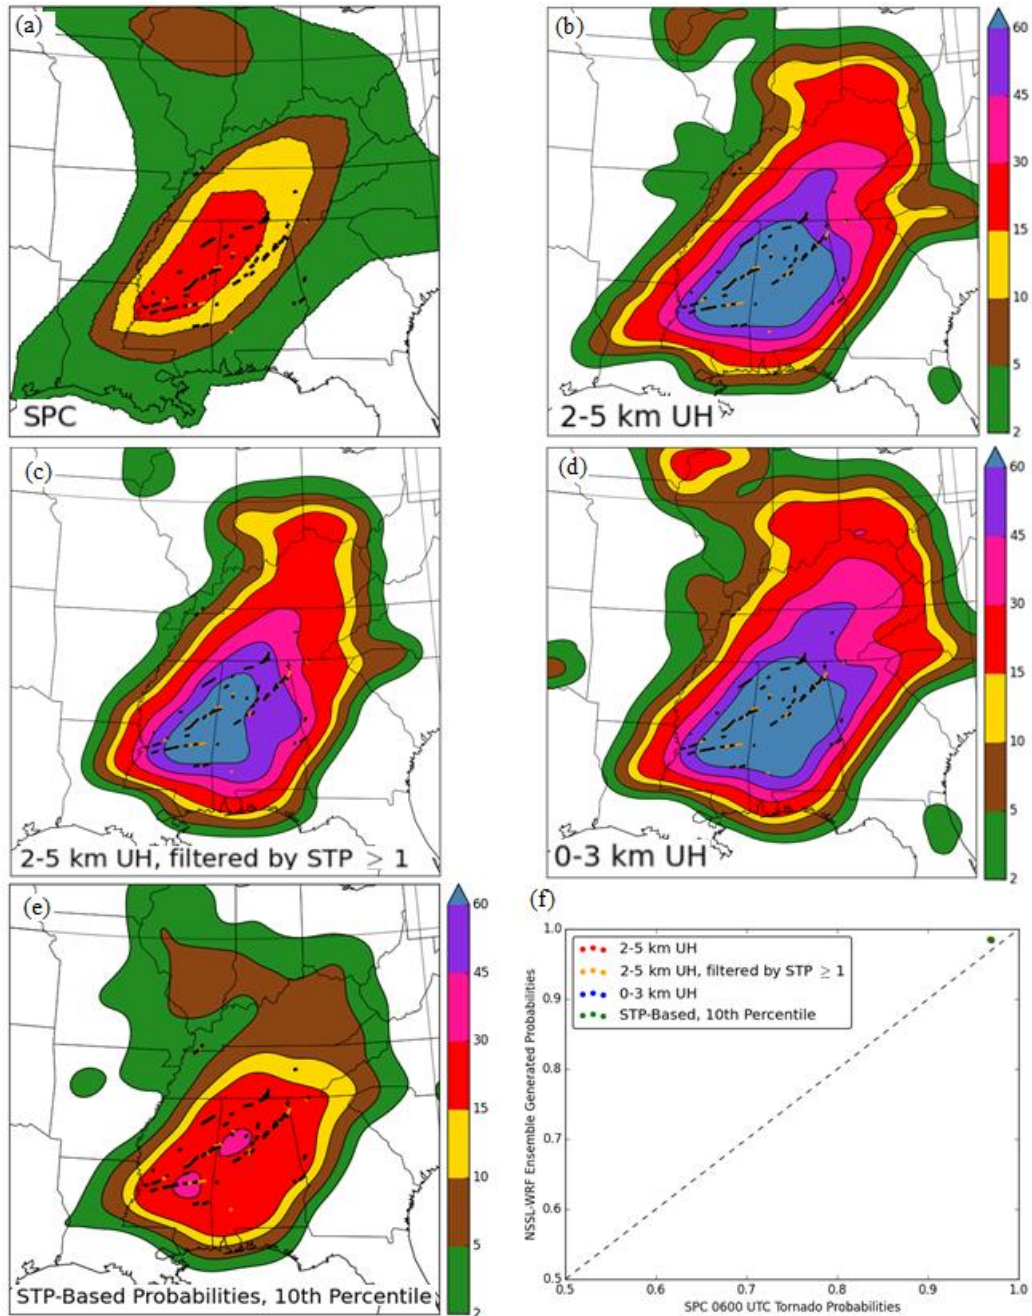 (a)
SPC
(b)
2-5 km UH
60
45
30
15
10
5
2
(c)
2-5 km UH, filtered by STP ≥ 1
(d)
0-3 km UH
60
45
30
15
10
5
2
(e)
STP-Based Probabilities, 10th Percentile
60
45
30
15
10
5
2
(f)
1.0
0.9
0.8
0.7
0.6
0.5
NSSL-WRF Ensemble Generated Probabilities
2-5 km UH
2-5 km UH, filtered by STP ≥ 1
0-3 km UH
STP-Based, 10th Percentile
0.5 0.6 0.7 0.8 0.9 1.0
SPC 0600 UTC Tornado Probabilities